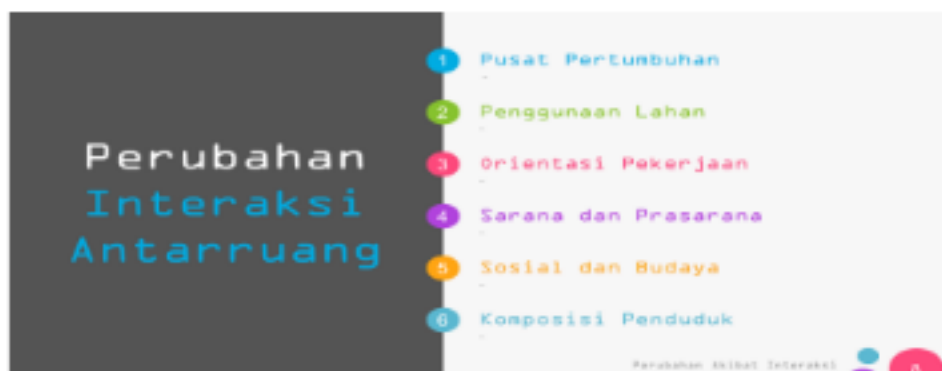 Perubahan
Interaksi
Antarruang
1 Pusat Pertumbuhan
2 Penggunaan Lahan
3 Orientasi Pekerjaan
4 Sarana dan Prasarana
5 Sosial dan Budaya
6 Komposisi Penduduk
Perubahan Akibat Interaksi